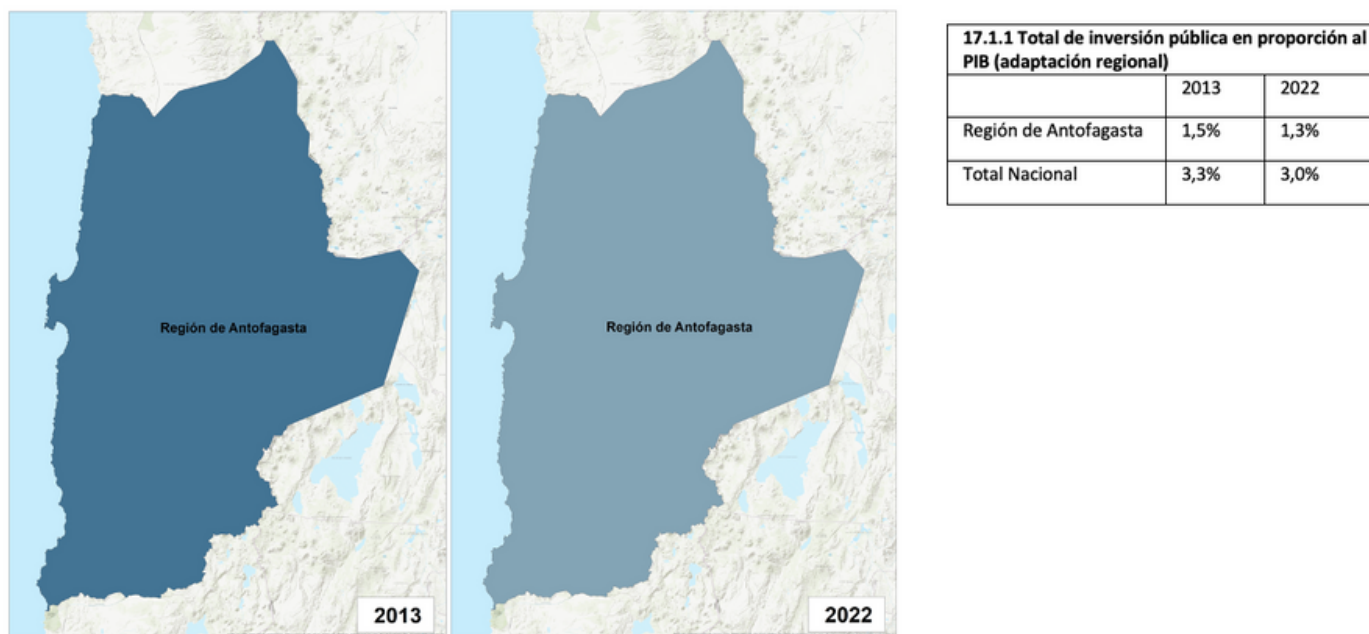 Región de Antofagasta
2013
Región de Antofagasta
2022
17.1.1 Total de inversión pública en proporción al
PIB (adaptación regional)
2013 2022
Región de Antofagasta 1,5% 1,3%
Total Nacional 3,3% 3,0%